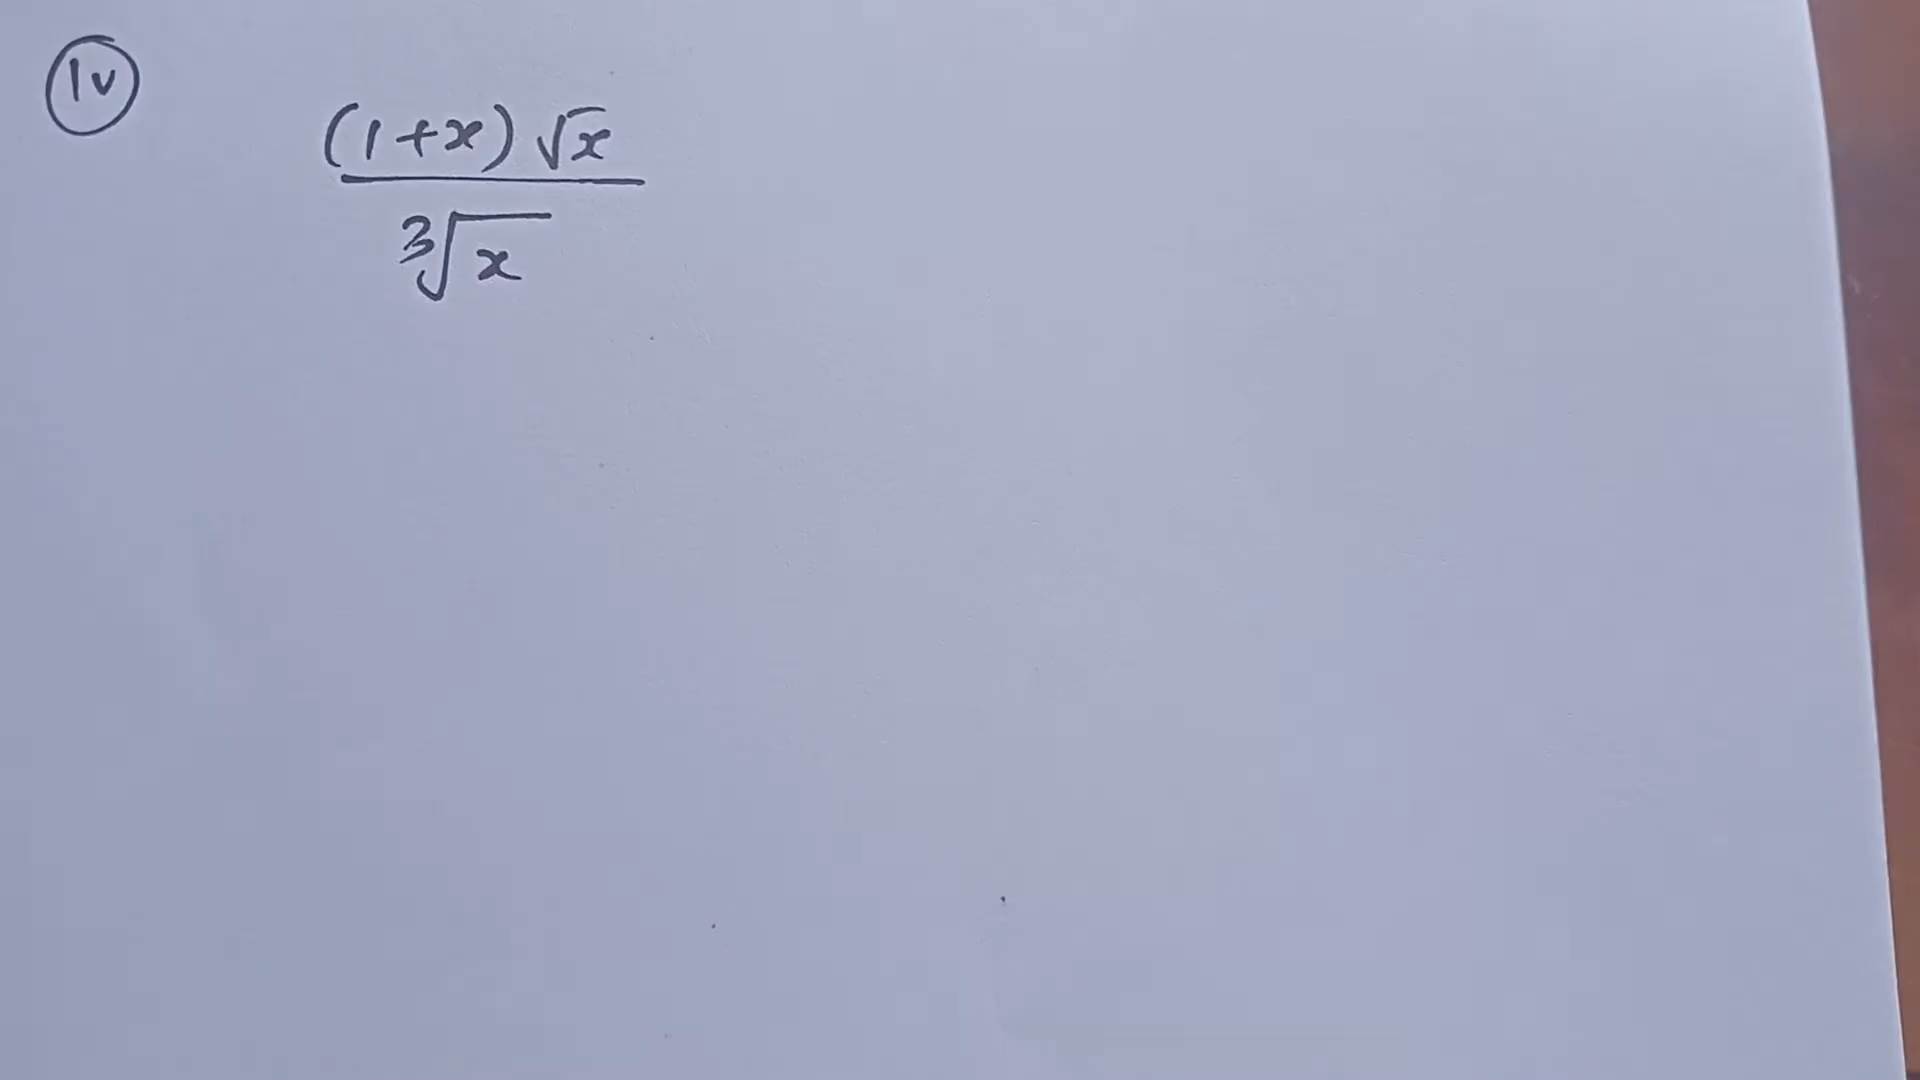 (iv)
(1+x) √x
∛x